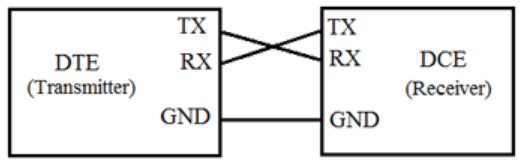 TX TX
DTE RX RX DCE
(Transmitter) (Receiver)
GND GND